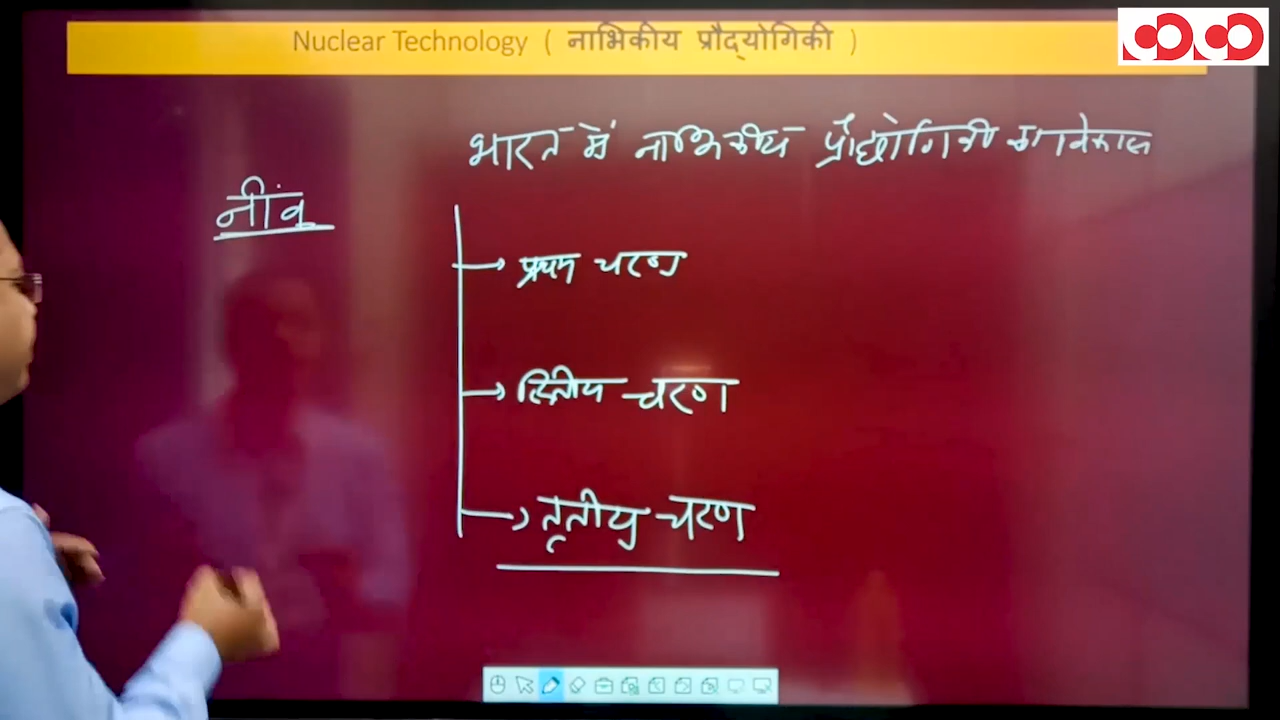 Nuclear Technology ( नाभिकीय प्रौद्योगिकी )
भारत में नाभिकीय प्रौद्योगिकी का विकास
नींव
प्रथम चरण
द्वितीय चरण
तृतीय चरण